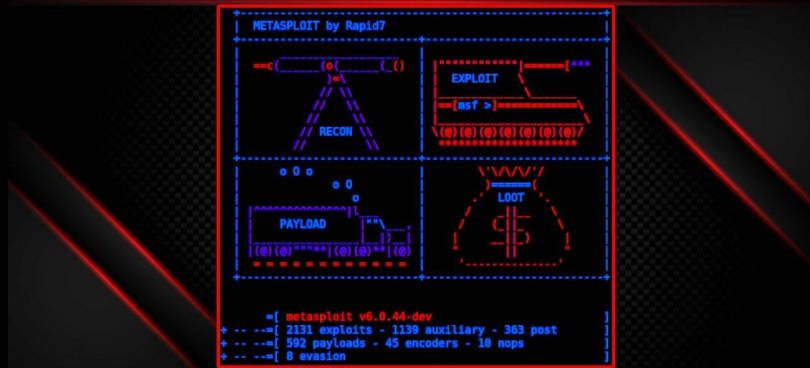 METASPLOIT by Rapid7
EXPLOIT
[msf >]
RECON
o O o
o O
o
PAYLOAD
LOOT
=[ metasploit v6.0.44-dev ]
+ -- --=[ 2131 exploits - 1139 auxiliary - 363 post ]
+ -- --=[ 592 payloads - 45 encoders - 10 nops ]
+ -- --=[ 8 evasion ]